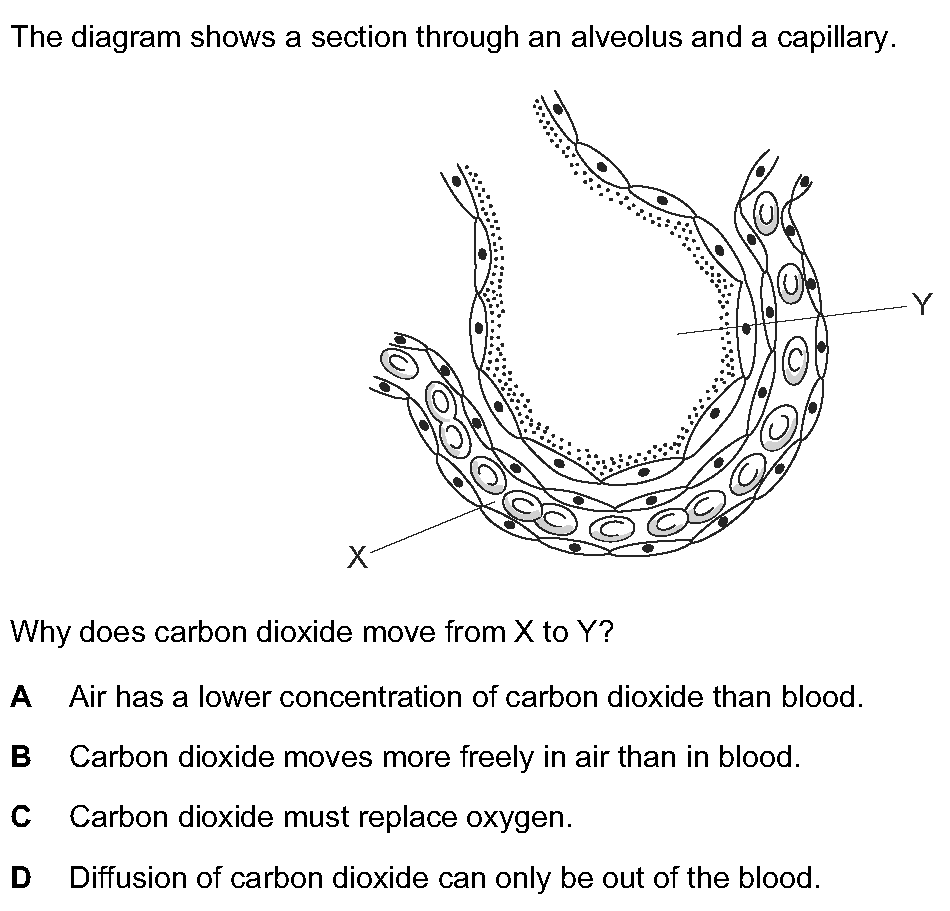 The diagram shows a section through an alveolus and a capillary.
Y
X
Why does carbon dioxide move from X to Y?
A Air has a lower concentration of carbon dioxide than blood.
B Carbon dioxide moves more freely in air than in blood.
C Carbon dioxide must replace oxygen.
D Diffusion of carbon dioxide can only be out of the blood.